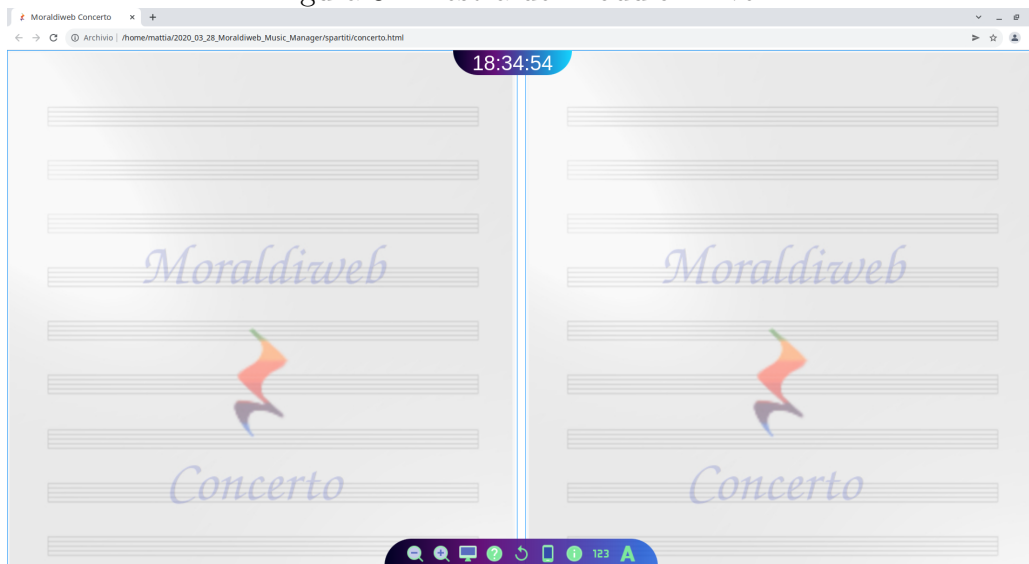 Moraldiweb Concerto
Archivio | /home/mattia/2020_03_28_Moraldiweb_Music_Manager/spartiti/concerto.html
18:34:54
Moraldiweb
Concerto
Moraldiweb
Concerto
123 A